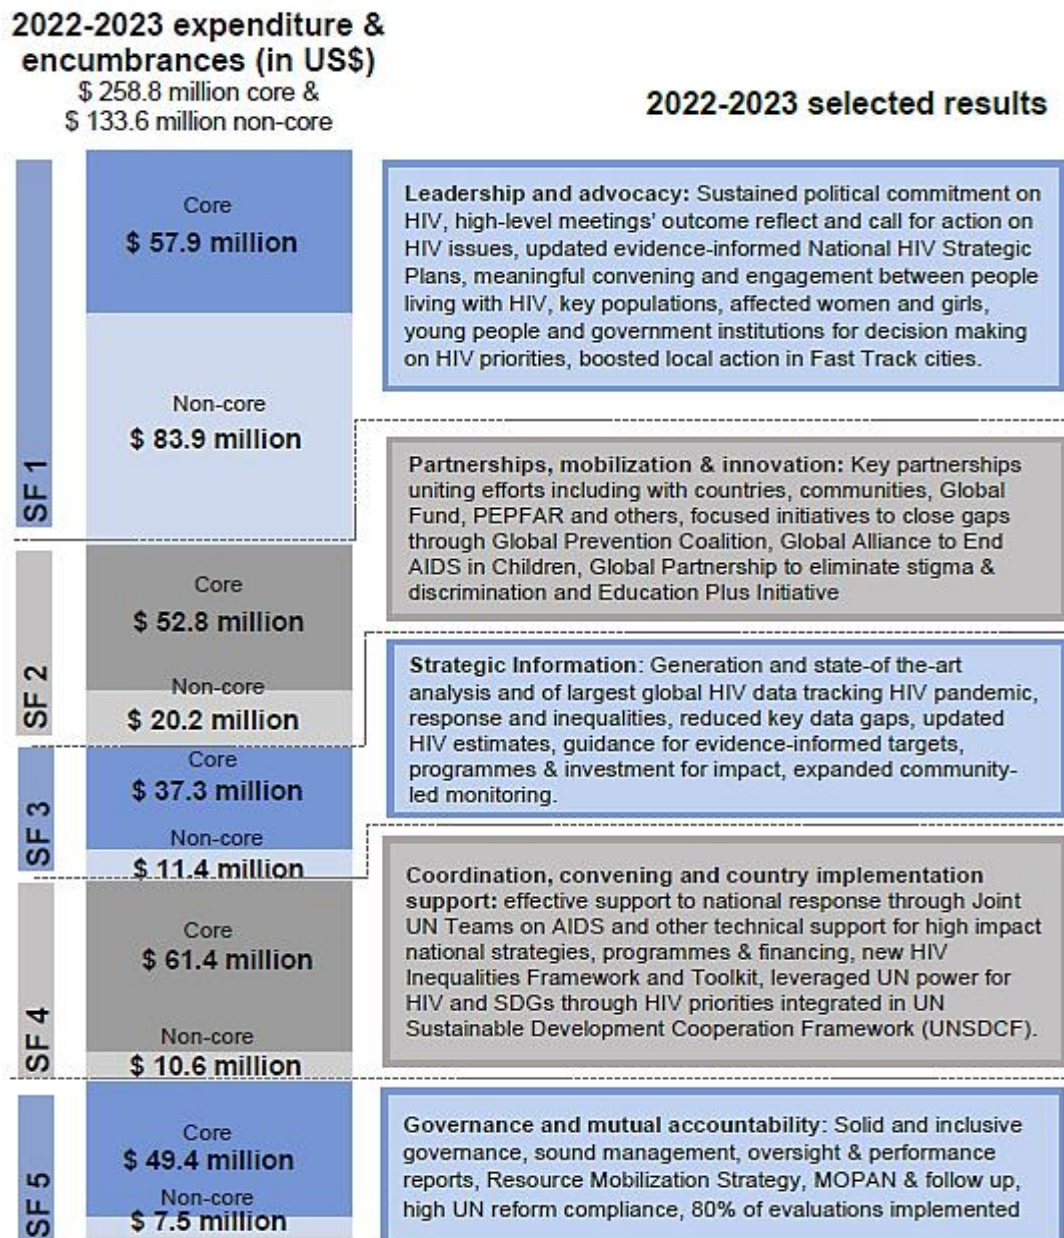 2022-2023 expenditure &
encumbrances (in US$)
$ 258.8 million core &
$ 133.6 million non-core
2022-2023 selected results
SF 1
Core
$ 57.9 million
Non-core
$ 83.9 million
Leadership and advocacy: Sustained political commitment on
HIV, high-level meetings' outcome reflect and call for action on
HIV issues, updated evidence-informed National HIV Strategic
Plans, meaningful convening and engagement between people
living with HIV, key populations, affected women and girls,
young people and government institutions for decision making
on HIV priorities, boosted local action in Fast Track cities.
SF 2
Core
$ 52.8 million
Non-core
$ 20.2 million
Partnerships, mobilization & innovation: Key partnerships
uniting efforts including with countries, communities, Global
Fund, PEPFAR and others, focused initiatives to close gaps
through Global Prevention Coalition, Global Alliance to End
AIDS in Children, Global Partnership to eliminate stigma &
discrimination and Education Plus Initiative
SF 3
Core
$ 37.3 million
Non-core
$ 11.4 million
Strategic Information: Generation and state-of the-art
analysis and of largest global HIV data tracking HIV pandemic,
response and inequalities, reduced key data gaps, updated
HIV estimates, guidance for evidence-informed targets,
programmes & investment for impact, expanded community-
led monitoring.
SF 4
Core
$ 61.4 million
Non-core
$ 10.6 million
Coordination, convening and country implementation
support: effective support to national response through Joint
UN Teams on AIDS and other technical support for high impact
national strategies, programmes & financing, new HIV
Inequalities Framework and Toolkit, leveraged UN power for
HIV and SDGs through HIV priorities integrated in UN
Sustainable Development Cooperation Framework (UNSDCF).
SF 5
Core
$ 49.4 million
Non-core
$ 7.5 million
Governance and mutual accountability: Solid and inclusive
governance, sound management, oversight & performance
reports, Resource Mobilization Strategy, MOPAN & follow up,
high UN reform compliance, 80% of evaluations implemented